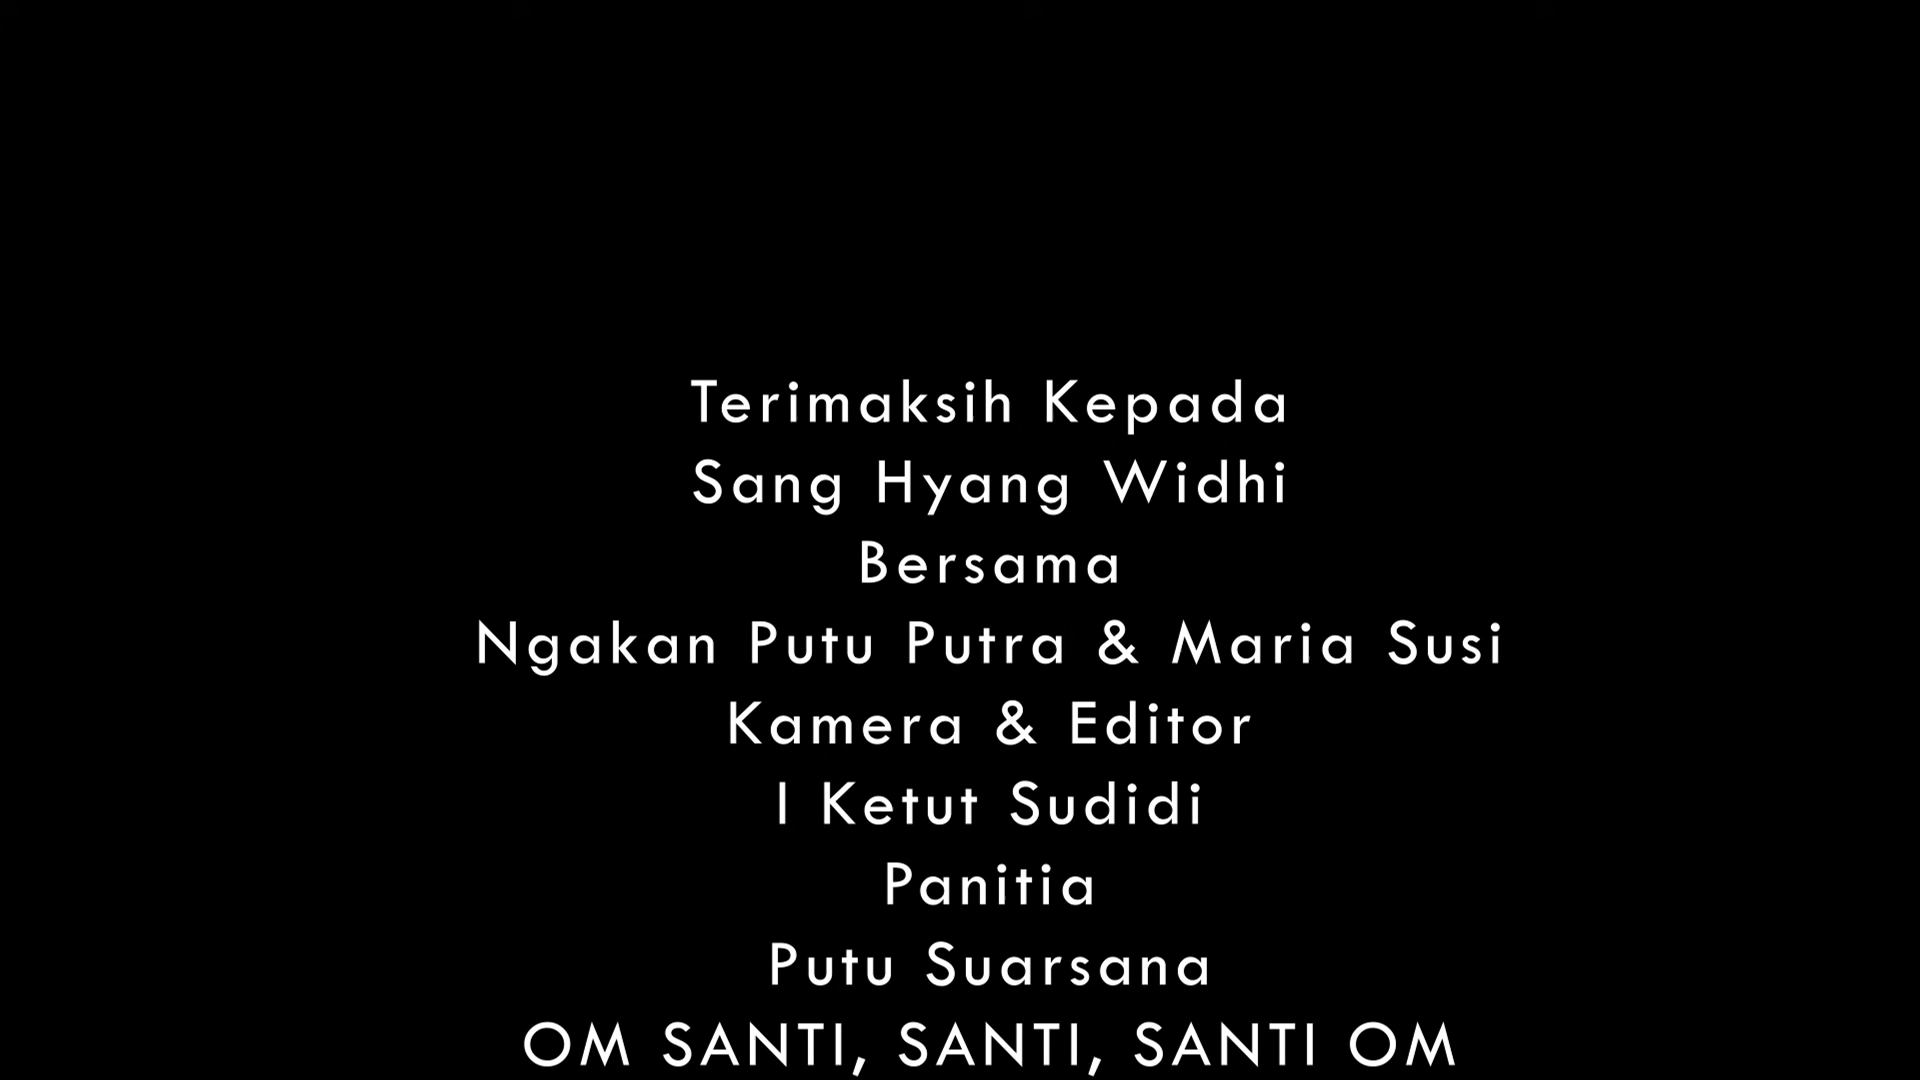 Terimaksih Kepada
Sang Hyang Widhi
Bersama
Ngakan Putu Putra & Maria Susi
Kamera & Editor
I Ketut Sudidi
Panitia
Putu Suarsana
OM SANTI, SANTI, SANTI OM